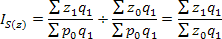 I_{S(z)} = \frac{\sum z_1 q_1}{\sum p_0 q_1} \div \frac{\sum z_0 q_1}{\sum p_0 q_1} = \frac{\sum z_1 q_1}{\sum z_0 q_1}